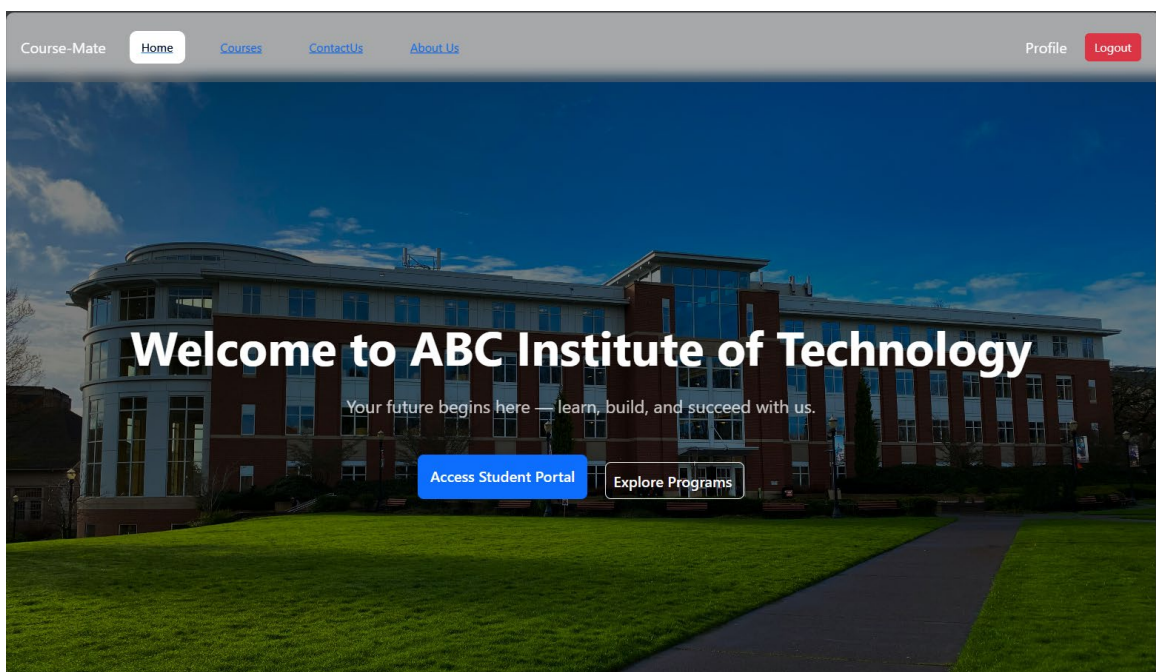 Course-Mate Home Courses ContactUs About Us Profile Logout
Welcome to ABC Institute of Technology
Your future begins here — learn, build, and succeed with us.
Access Student Portal Explore Programs